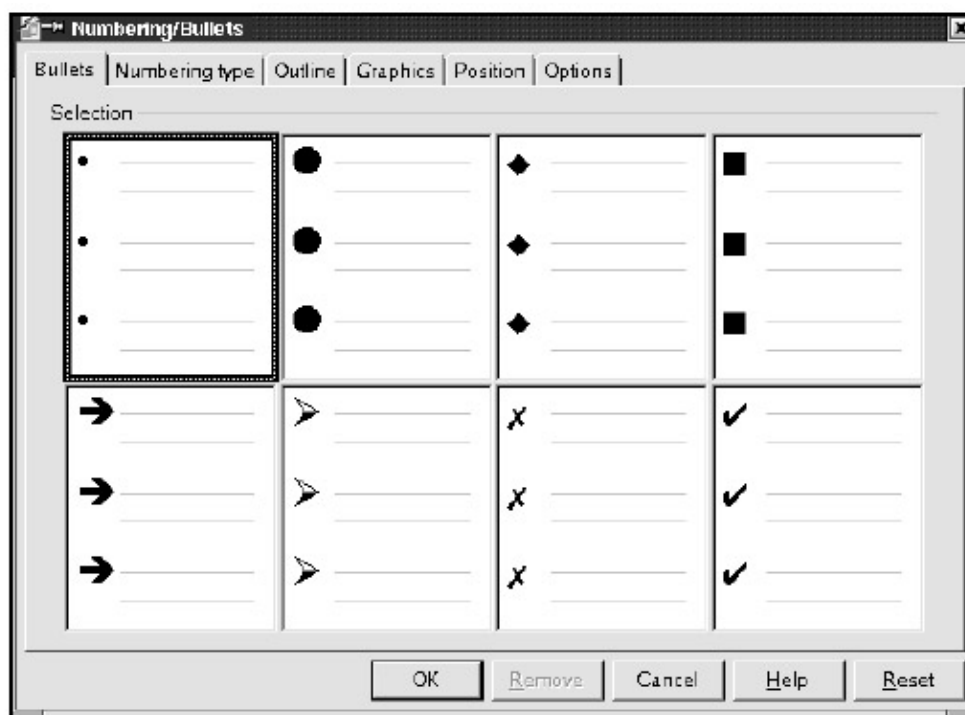 Numbering/Bullets
Bullets Numbering type Outline Graphics Position Options
Selection
OK Remove Cancel Help Reset